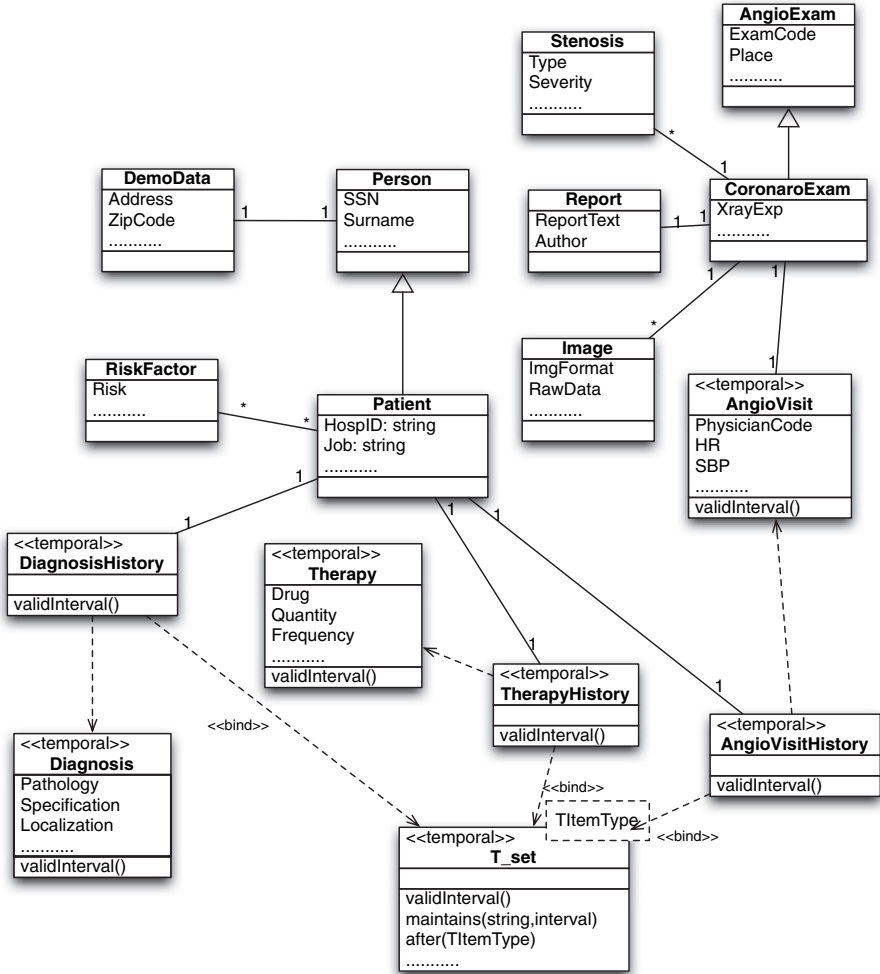 AngioExam
ExamCode
Place
...........
Stenosis
Type
Severity
...........
*
1
DemoData
Address
ZipCode
...........
1
1
Person
SSN
Surname
...........
Report
ReportText
Author
1
1
CoronaroExam
XrayExp
...........
1
1
*
Image
ImgFormat
RawData
...........
1
<<temporal>>
AngioVisit
PhysicianCode
HR
SBP
...........
validInterval()
RiskFactor
Risk
...........
*
*
Patient
HospID: string
Job: string
...........
1
1
1
1
<<temporal>>
DiagnosisHistory
validInterval()
<<temporal>>
Therapy
Drug
Quantity
Frequency
...........
validInterval()
1
<<temporal>>
TherapyHistory
validInterval()
1
<<temporal>>
AngioVisitHistory
validInterval()
<<bind>>
<<temporal>>
Diagnosis
Pathology
Specification
Localization
...........
validInterval()
<<bind>>
TItemType
<<bind>>
<<temporal>>
T_set
validInterval()
maintains(string,interval)
after(TItemType)
...........